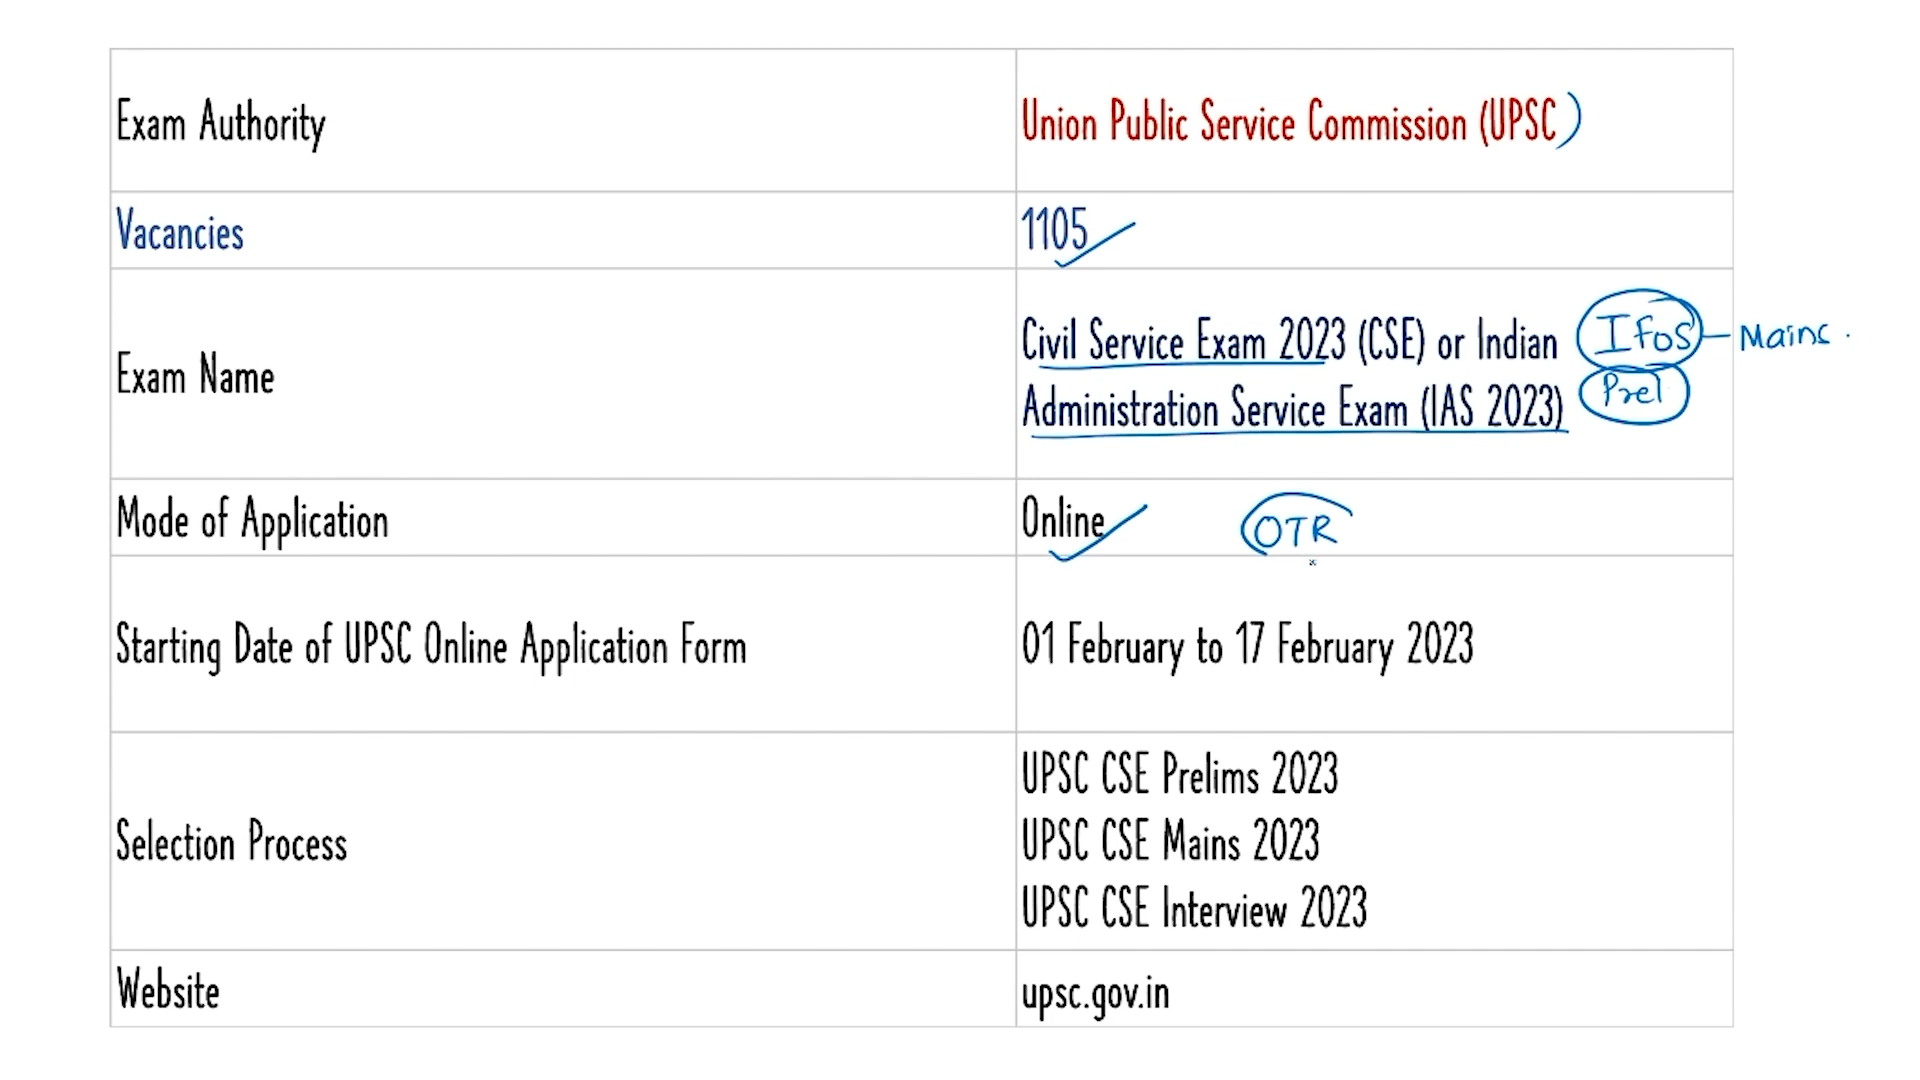 Exam Authority
Union Public Service Commission (UPSC)
Vacancies
1105
Exam Name
Civil Service Exam 2023 (CSE) or Indian
Administration Service Exam (IAS 2023)
IFoS - Mains.
Prel
Mode of Application
Online
OTR
Starting Date of UPSC Online Application Form
01 February to 17 February 2023
Selection Process
UPSC CSE Prelims 2023
UPSC CSE Mains 2023
UPSC CSE Interview 2023
Website
upsc.gov.in